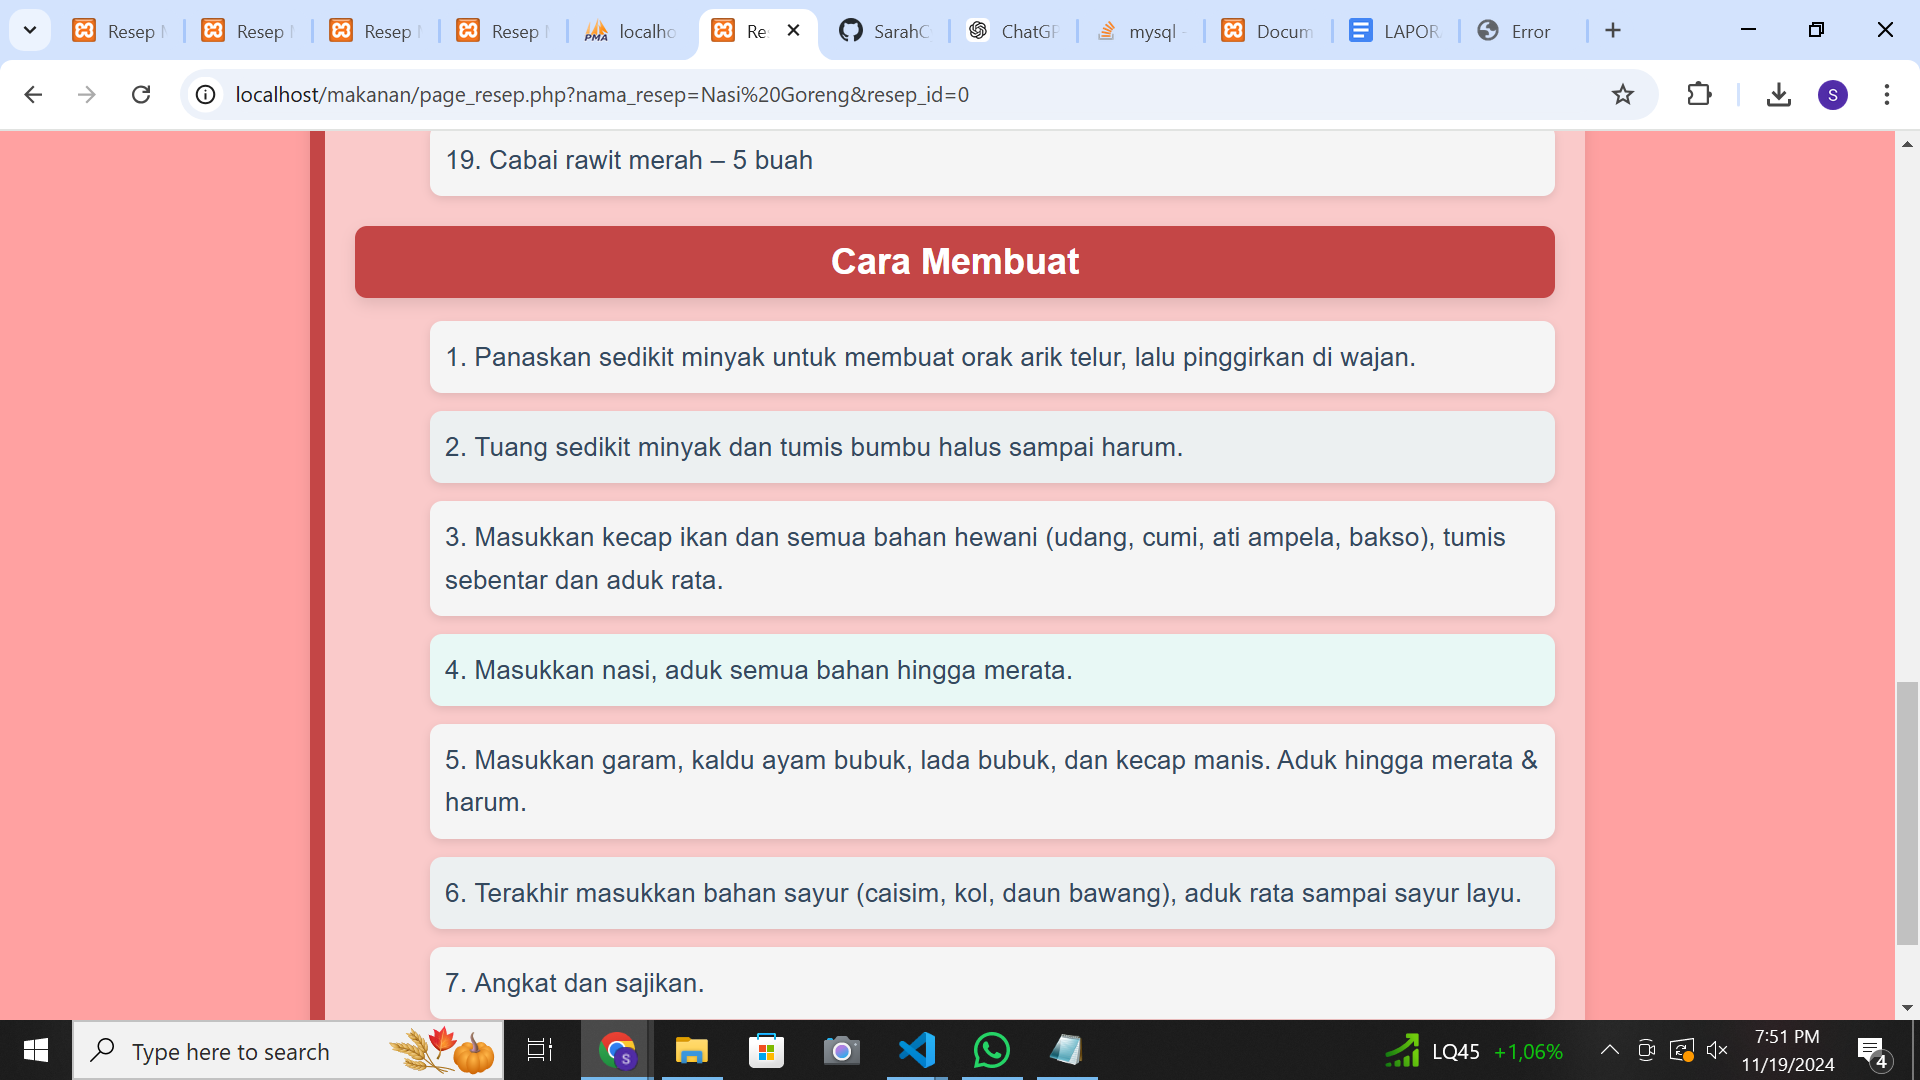 Resep
Resep
Resep
Resep
localho
Re
SarahC
ChatGP
mysql -
Docum
LAPOR
Error
localhost/makanan/page_resep.php?nama_resep=Nasi%20Goreng&resep_id=0
S
19. Cabai rawit merah – 5 buah
Cara Membuat
1. Panaskan sedikit minyak untuk membuat orak arik telur, lalu pinggirkan di wajan.
2. Tuang sedikit minyak dan tumis bumbu halus sampai harum.
3. Masukkan kecap ikan dan semua bahan hewani (udang, cumi, ati ampela, bakso), tumis
sebentar dan aduk rata.
4. Masukkan nasi, aduk semua bahan hingga merata.
5. Masukkan garam, kaldu ayam bubuk, lada bubuk, dan kecap manis. Aduk hingga merata &
harum.
6. Terakhir masukkan bahan sayur (caisim, kol, daun bawang), aduk rata sampai sayur layu.
7. Angkat dan sajikan.
Type here to search
S
LQ45 +1,06%
7:51 PM
11/19/2024
4